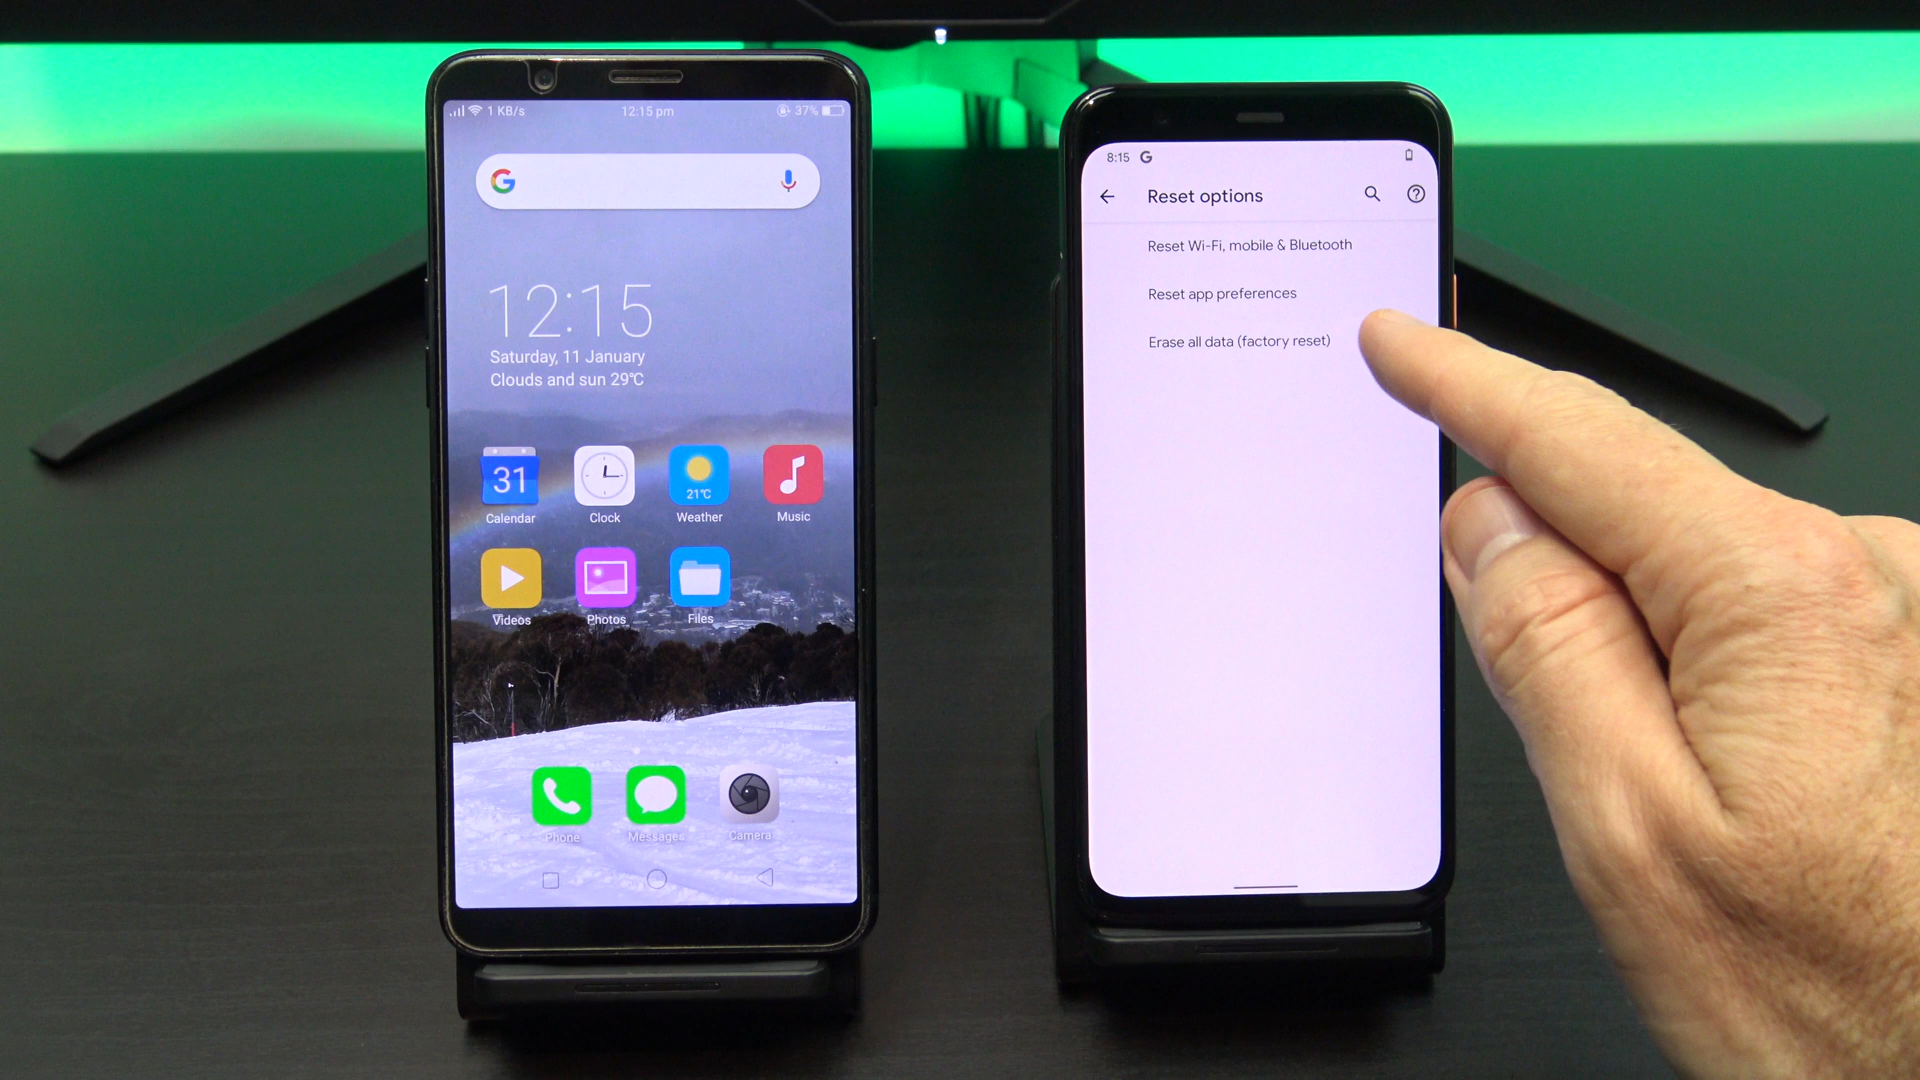 1 KB/s
12:15 pm
37%
G
12:15
Saturday, 11 January
Clouds and sun 29°C
31
21°C
Calendar
Clock
Weather
Music
Videos
Photos
Files
Phone
Messages
Camera
8:15 G
Reset options
Reset Wi-Fi, mobile & Bluetooth
Reset app preferences
Erase all data (factory reset)